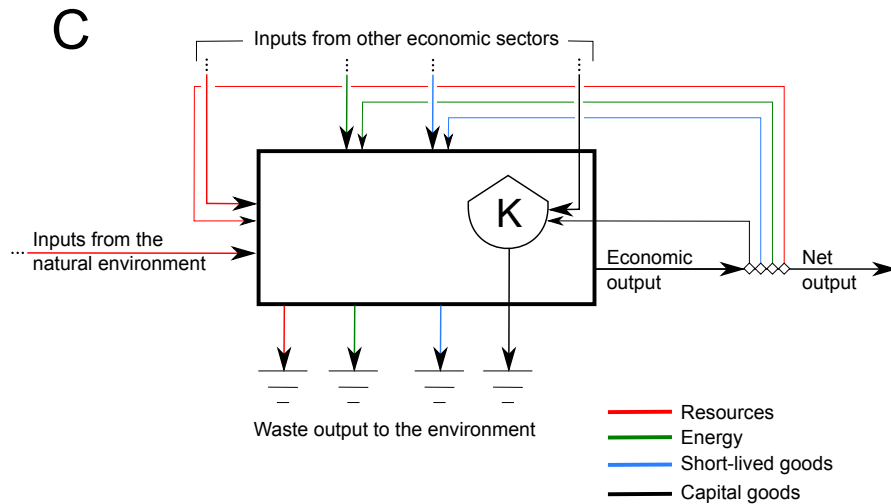 C
Inputs from other economic sectors
K
Inputs from the
natural environment
Economic
output
Net
output
Waste output to the environment
Resources
Energy
Short-lived goods
Capital goods